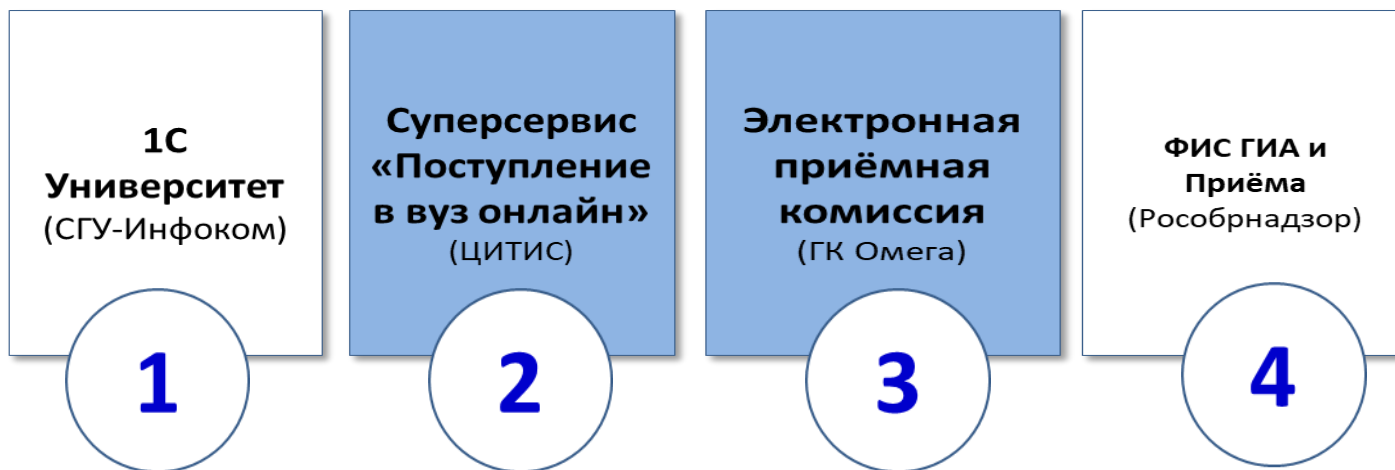 1С
Университет
(СГУ-Инфоком)
1
Суперсервис
«Поступление
в вуз онлайн»
(ЦИТИС)
2
Электронная
приёмная
комиссия
(ГК Омега)
3
ФИС ГИА и
Приёма
(Рособрнадзор)
4